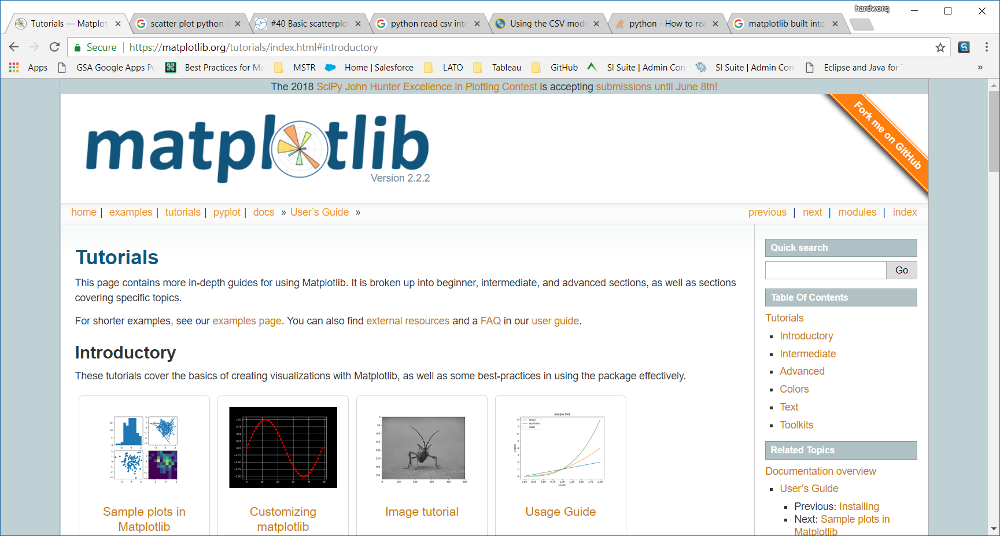 hardworq
Tutorials — Matplot
scatter plot python s
#40 Basic scatterplo
python read csv into
Using the CSV modu
python - How to rea
matplotlib built into
Secure
https://matplotlib.org/tutorials/index.html#introductory
Apps
GSA Google Apps Po
Best Practices for Ma
MSTR
Home | Salesforce
LATO
Tableau
GitHub
SI Suite | Admin Con
SI Suite | Admin Con
Eclipse and Java for T
»
The 2018 SciPy John Hunter Excellence in Plotting Contest is accepting submissions until June 8th!
Fork me on GitHub
matplotlib
Version 2.2.2
home | examples | tutorials | pyplot | docs » User's Guide »
previous | next | modules | index
Tutorials
This page contains more in-depth guides for using Matplotlib. It is broken up into beginner, intermediate, and advanced sections, as well as sections
covering specific topics.
For shorter examples, see our examples page. You can also find external resources and a FAQ in our user guide.
Introductory
These tutorials cover the basics of creating visualizations with Matplotlib, as well as some best-practices in using the package effectively.
Simple Plot
linear
quadratic
cubic
y label
x label
Sample plots in
Matplotlib
Customizing
matplotlib
Image tutorial
Usage Guide
Quick search
Go
Table Of Contents
Tutorials
Introductory
Intermediate
Advanced
Colors
Text
Toolkits
Related Topics
Documentation overview
User's Guide
Previous: Installing
Next: Sample plots in
Matplotlib